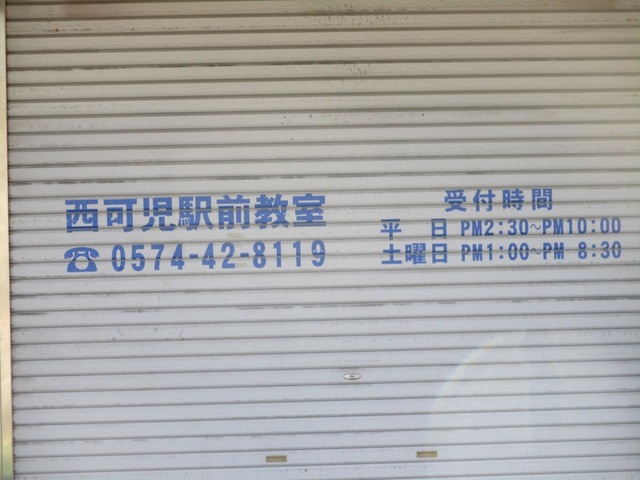 西可児駅前教室
☎ 0574-42-8119
受付時間
平　日 PM2:30~PM10:00
土曜日 PM1:00~PM 8:30